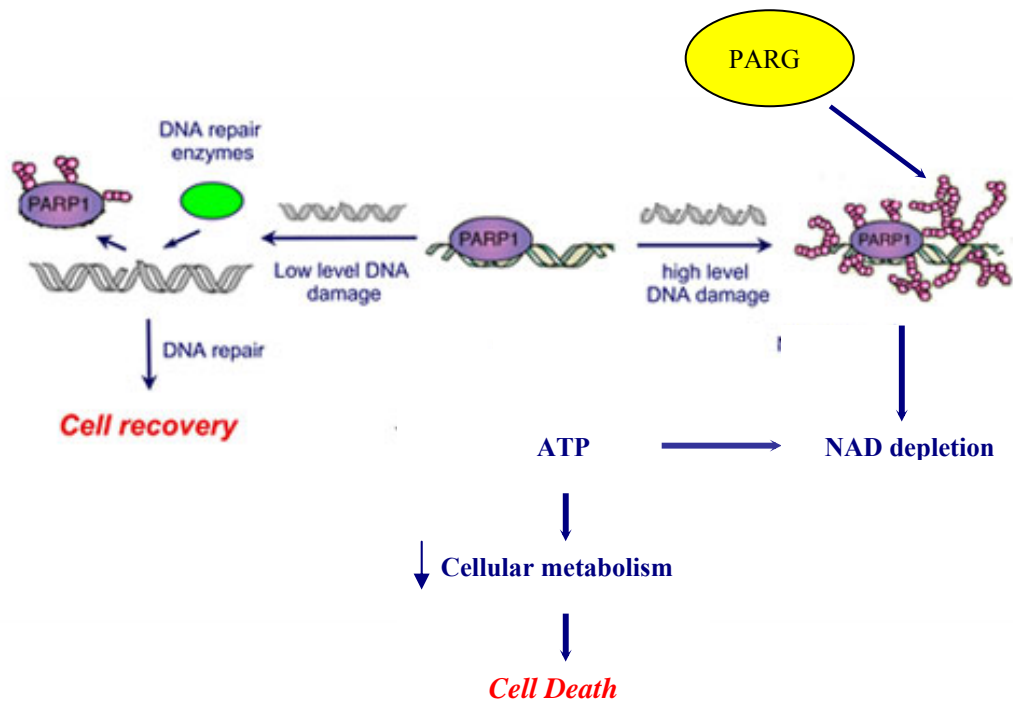 PARG
DNA repair
enzymes
PARP1
Low level DNA
damage
PARP1
high level
DNA damage
PARP1
DNA repair
Cell recovery
ATP
NAD depletion
Cellular metabolism
Cell Death